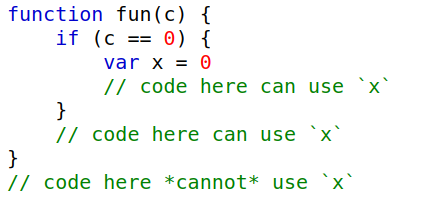 function fun(c) {
    if (c == 0) {
        var x = 0
        // code here can use `x`
    }
    // code here can use `x`
}
// code here *cannot* use `x`